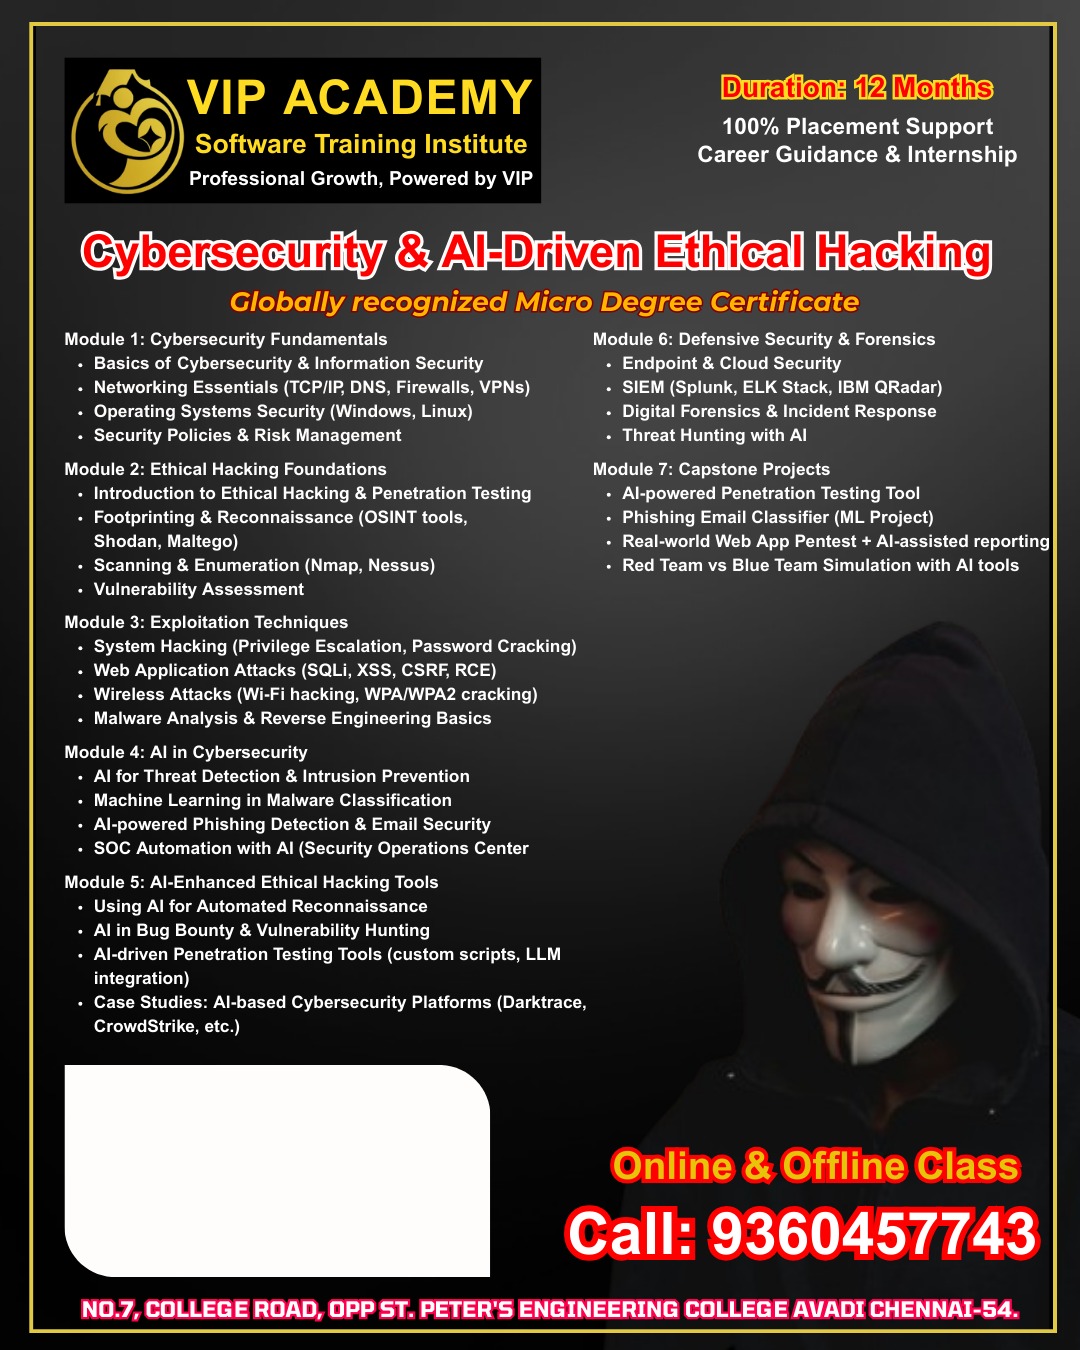 VIP ACADEMY
Software Training Institute
Professional Growth, Powered by VIP
Duration: 12 Months
100% Placement Support
Career Guidance & Internship
Cybersecurity & AI-Driven Ethical Hacking
Globally recognized Micro Degree Certificate
Module 1: Cybersecurity Fundamentals
• Basics of Cybersecurity & Information Security
• Networking Essentials (TCP/IP, DNS, Firewalls, VPNs)
• Operating Systems Security (Windows, Linux)
• Security Policies & Risk Management
Module 2: Ethical Hacking Foundations
• Introduction to Ethical Hacking & Penetration Testing
• Footprinting & Reconnaissance (OSINT tools,
Shodan, Maltego)
• Scanning & Enumeration (Nmap, Nessus)
• Vulnerability Assessment
Module 3: Exploitation Techniques
• System Hacking (Privilege Escalation, Password Cracking)
• Web Application Attacks (SQLi, XSS, CSRF, RCE)
• Wireless Attacks (Wi-Fi hacking, WPA/WPA2 cracking)
• Malware Analysis & Reverse Engineering Basics
Module 4: AI in Cybersecurity
• AI for Threat Detection & Intrusion Prevention
• Machine Learning in Malware Classification
• AI-powered Phishing Detection & Email Security
• SOC Automation with AI (Security Operations Center
Module 5: AI-Enhanced Ethical Hacking Tools
• Using AI for Automated Reconnaissance
• AI in Bug Bounty & Vulnerability Hunting
• AI-driven Penetration Testing Tools (custom scripts, LLM
integration)
• Case Studies: AI-based Cybersecurity Platforms (Darktrace,
CrowdStrike, etc.)
Module 6: Defensive Security & Forensics
• Endpoint & Cloud Security
• SIEM (Splunk, ELK Stack, IBM QRadar)
• Digital Forensics & Incident Response
• Threat Hunting with AI
Module 7: Capstone Projects
• AI-powered Penetration Testing Tool
• Phishing Email Classifier (ML Project)
• Real-world Web App Pentest + AI-assisted reporting
• Red Team vs Blue Team Simulation with AI tools
Online & Offline Class
Call: 9360457743
NO.7, COLLEGE ROAD, OPP ST. PETER'S ENGINEERING COLLEGE AVADI CHENNAI-54.